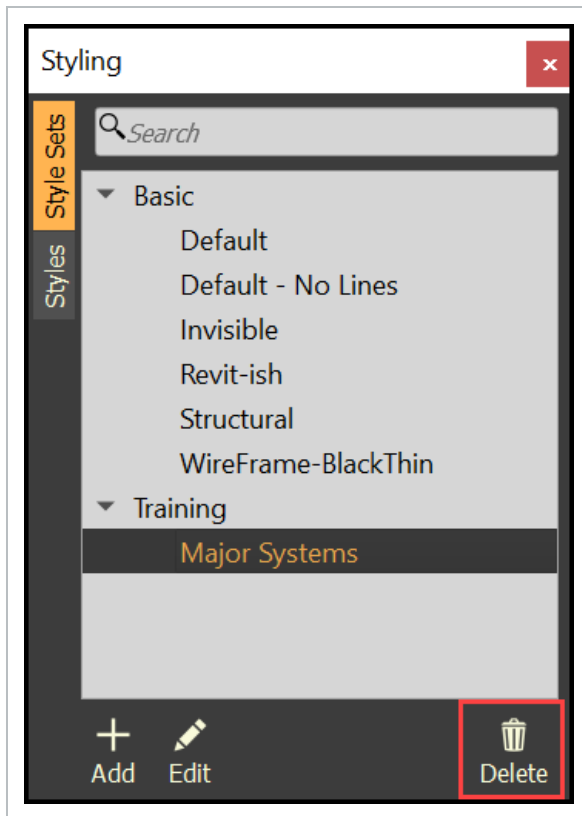 Styling
x
Style Sets
Styles
Search
Basic
Default
Default - No Lines
Invisible
Revit-ish
Structural
WireFrame-BlackThin
Training
Major Systems
Add Edit Delete